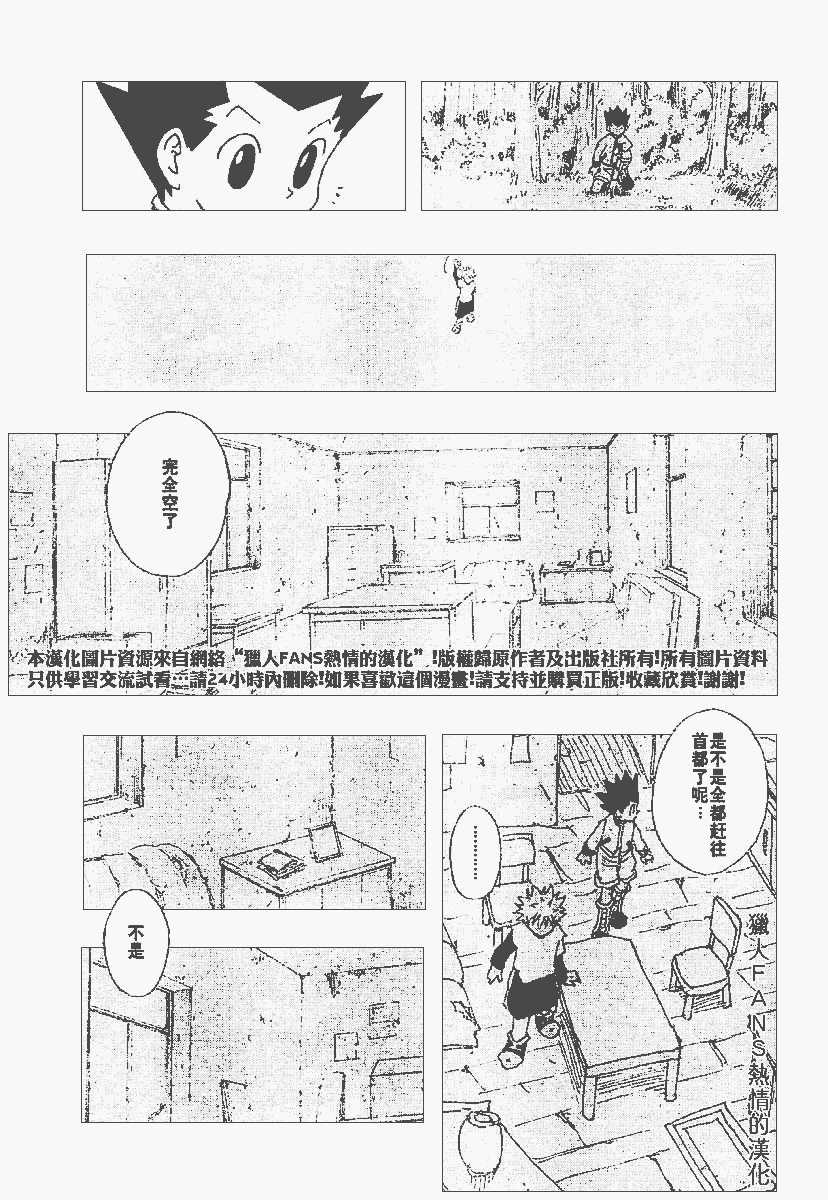 完全空了
本漢化圖片資源來自網絡“獵人FANS熱情的漢化”!版權歸原作者及出版社所有!所有圖片資料
只供學習交流試看...請24小時內刪除!如果喜歡這個漫畫!請支持並購買正版!收藏欣賞!謝謝!
是不是全都赶往
首都了呢…
…………
不是
獵人FANS熱情的漢化